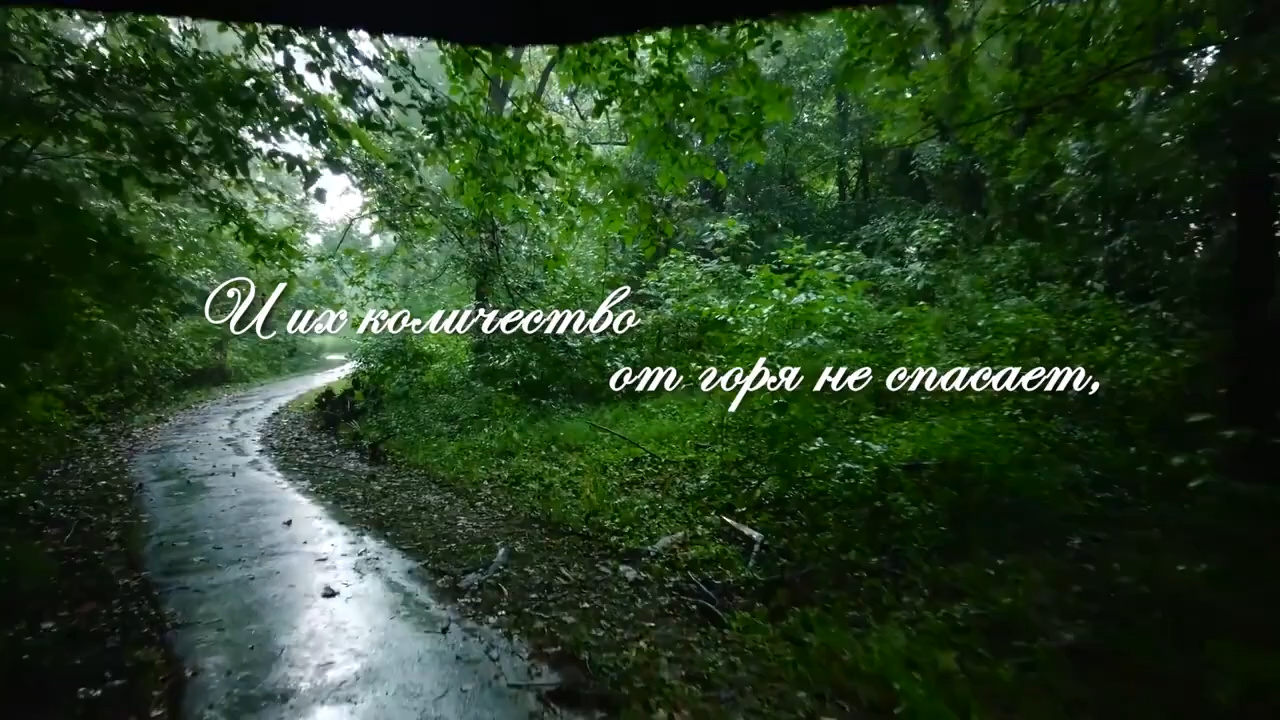 И их количество
от горя не спасает,